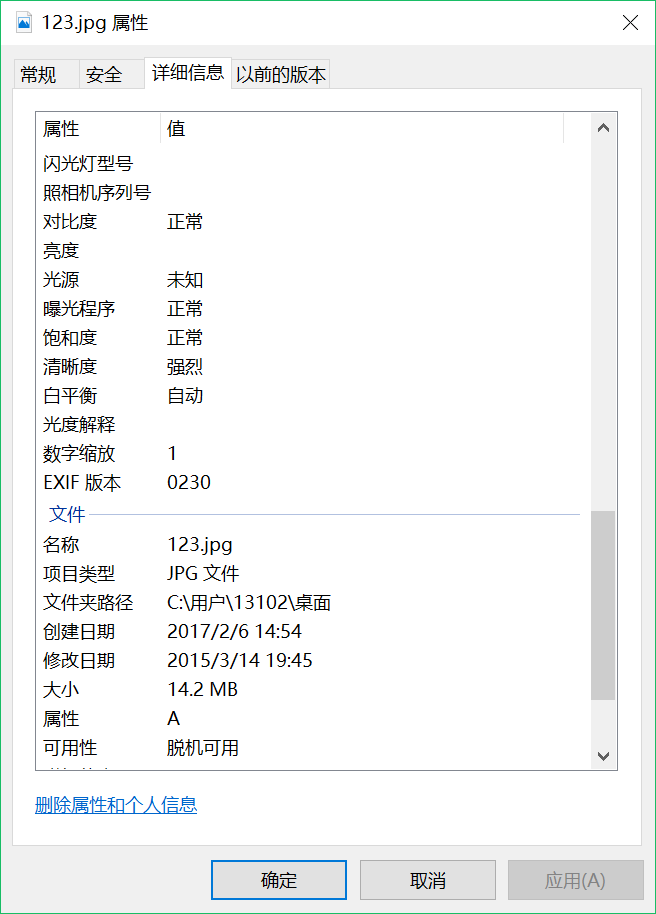 123.jpg 属性
常规 安全 详细信息 以前的版本
属性 值
闪光灯型号
照相机序列号
对比度 正常
亮度
光源 未知
曝光程序 正常
饱和度 正常
清晰度 强烈
白平衡 自动
光度解释
数字缩放 1
EXIF 版本 0230
文件
名称 123.jpg
项目类型 JPG 文件
文件夹路径 C:\用户\13102\桌面
创建日期 2017/2/6 14:54
修改日期 2015/3/14 19:45
大小 14.2 MB
属性 A
可用性 脱机可用
删除属性和个人信息
确定 取消 应用(A)